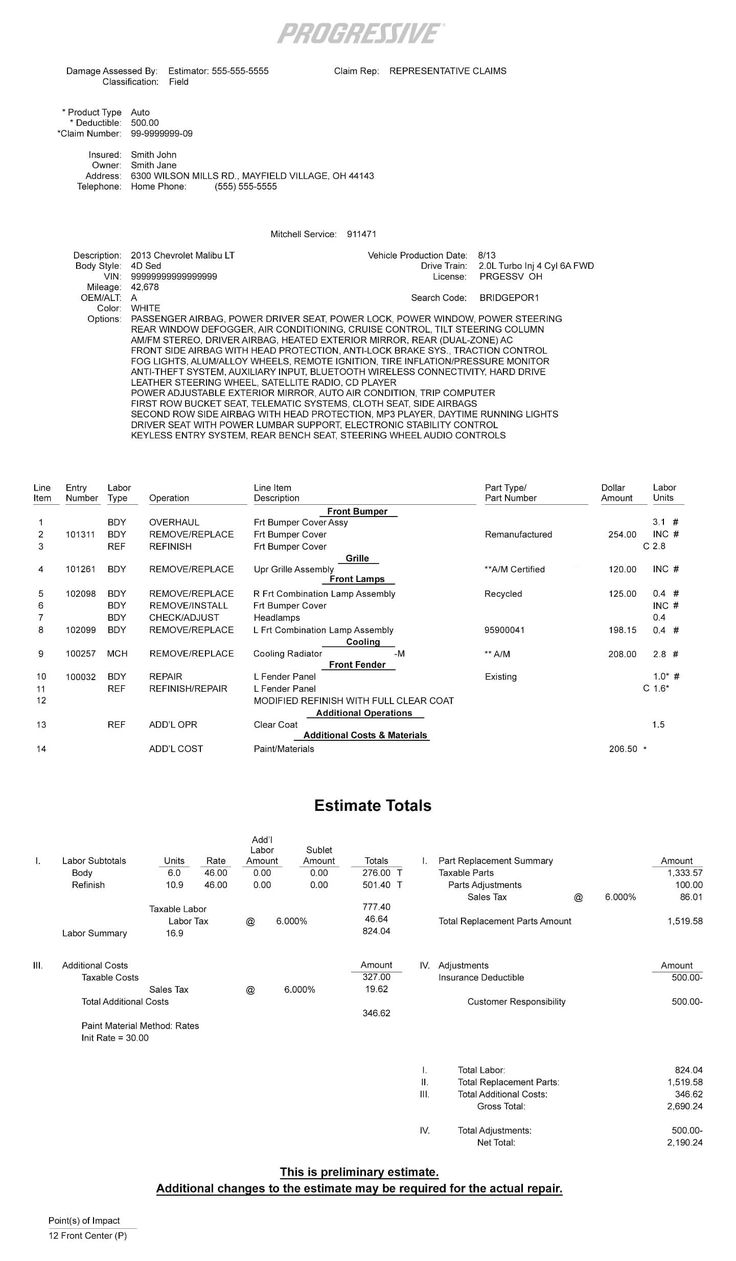 PROGRESSIVE
Damage Assessed By: Estimator: 555-555-5555 Claim Rep: REPRESENTATIVE CLAIMS
Classification: Field
* Product Type Auto
* Deductible: 500.00
*Claim Number: 99-9999999-09
Insured: Smith John
Owner: Smith Jane
Address: 6300 WILSON MILLS RD., MAYFIELD VILLAGE, OH 44143
Telephone: Home Phone: (555) 555-5555
Mitchell Service: 911471
Description: 2013 Chevrolet Malibu LT Vehicle Production Date: 8/13
Body Style: 4D Sed Drive Train: 2.0L Turbo Inj 4 Cyl 6A FWD
VIN: 99999999999999999 License: PRGESSV OH
Mileage: 42,678
OEM/ALT: A Search Code: BRIDGEPOR1
Color: WHITE
Options: PASSENGER AIRBAG, POWER DRIVER SEAT, POWER LOCK, POWER WINDOW, POWER STEERING
REAR WINDOW DEFOGGER, AIR CONDITIONING, CRUISE CONTROL, TILT STEERING COLUMN
AM/FM STEREO, DRIVER AIRBAG, HEATED EXTERIOR MIRROR, REAR (DUAL-ZONE) AC
FRONT SIDE AIRBAG WITH HEAD PROTECTION, ANTI-LOCK BRAKE SYS., TRACTION CONTROL
FOG LIGHTS, ALUM/ALLOY WHEELS, REMOTE IGNITION, TIRE INFLATION/PRESSURE MONITOR
ANTI-THEFT SYSTEM, AUXILIARY INPUT, BLUETOOTH WIRELESS CONNECTIVITY, HARD DRIVE
LEATHER STEERING WHEEL, SATELLITE RADIO, CD PLAYER
POWER ADJUSTABLE EXTERIOR MIRROR, AUTO AIR CONDITION, TRIP COMPUTER
FIRST ROW BUCKET SEAT, TELEMATIC SYSTEMS, CLOTH SEAT, SIDE AIRBAGS
SECOND ROW SIDE AIRBAG WITH HEAD PROTECTION, MP3 PLAYER, DAYTIME RUNNING LIGHTS
DRIVER SEAT WITH POWER LUMBAR SUPPORT, ELECTRONIC STABILITY CONTROL
KEYLESS ENTRY SYSTEM, REAR BENCH SEAT, STEERING WHEEL AUDIO CONTROLS
Line Entry Labor Line Item Part Type/ Dollar Labor
Item Number Type Operation Description Part Number Amount Units
Front Bumper
1 BDY OVERHAUL Frt Bumper Cover Assy 3.1 #
2 101311 BDY REMOVE/REPLACE Frt Bumper Cover Remanufactured 254.00 INC #
3 REF REFINISH Frt Bumper Cover C 2.8
Grille
4 101261 BDY REMOVE/REPLACE Upr Grille Assembly **A/M Certified 120.00 INC #
Front Lamps
5 102098 BDY REMOVE/REPLACE R Frt Combination Lamp Assembly Recycled 125.00 0.4 #
6 BDY REMOVE/INSTALL Frt Bumper Cover INC #
7 BDY CHECK/ADJUST Headlamps 0.4
8 102099 BDY REMOVE/REPLACE L Frt Combination Lamp Assembly 95900041 198.15 0.4 #
Cooling
9 100257 MCH REMOVE/REPLACE Cooling Radiator -M ** A/M 208.00 2.8 #
Front Fender
10 100032 BDY REPAIR L Fender Panel Existing 1.0* #
11 REF REFINISH/REPAIR L Fender Panel C 1.6*
12 MODIFIED REFINISH WITH FULL CLEAR COAT
Additional Operations
13 REF ADD'L OPR Clear Coat 1.5
Additional Costs & Materials
14 ADD'L COST Paint/Materials 206.50 *
Estimate Totals
Add'l
Labor Sublet
I. Labor Subtotals Units Rate Amount Amount Totals I. Part Replacement Summary Amount
Body 6.0 46.00 0.00 0.00 276.00 T Taxable Parts 1,333.57
Refinish 10.9 46.00 0.00 0.00 501.40 T Parts Adjustments 100.00
Sales Tax @ 6.000% 86.01
Taxable Labor 777.40
Labor Tax @ 6.000% 46.64 Total Replacement Parts Amount 1,519.58
Labor Summary 16.9 824.04
III. Additional Costs Amount IV. Adjustments Amount
Taxable Costs 327.00 Insurance Deductible 500.00-
Sales Tax @ 6.000% 19.62
Total Additional Costs Customer Responsibility 500.00-
346.62
Paint Material Method: Rates
Init Rate = 30.00
I. Total Labor: 824.04
II. Total Replacement Parts: 1,519.58
III. Total Additional Costs: 346.62
Gross Total: 2,690.24
IV. Total Adjustments: 500.00-
Net Total: 2,190.24
This is preliminary estimate.
Additional changes to the estimate may be required for the actual repair.
Point(s) of Impact
12 Front Center (P)